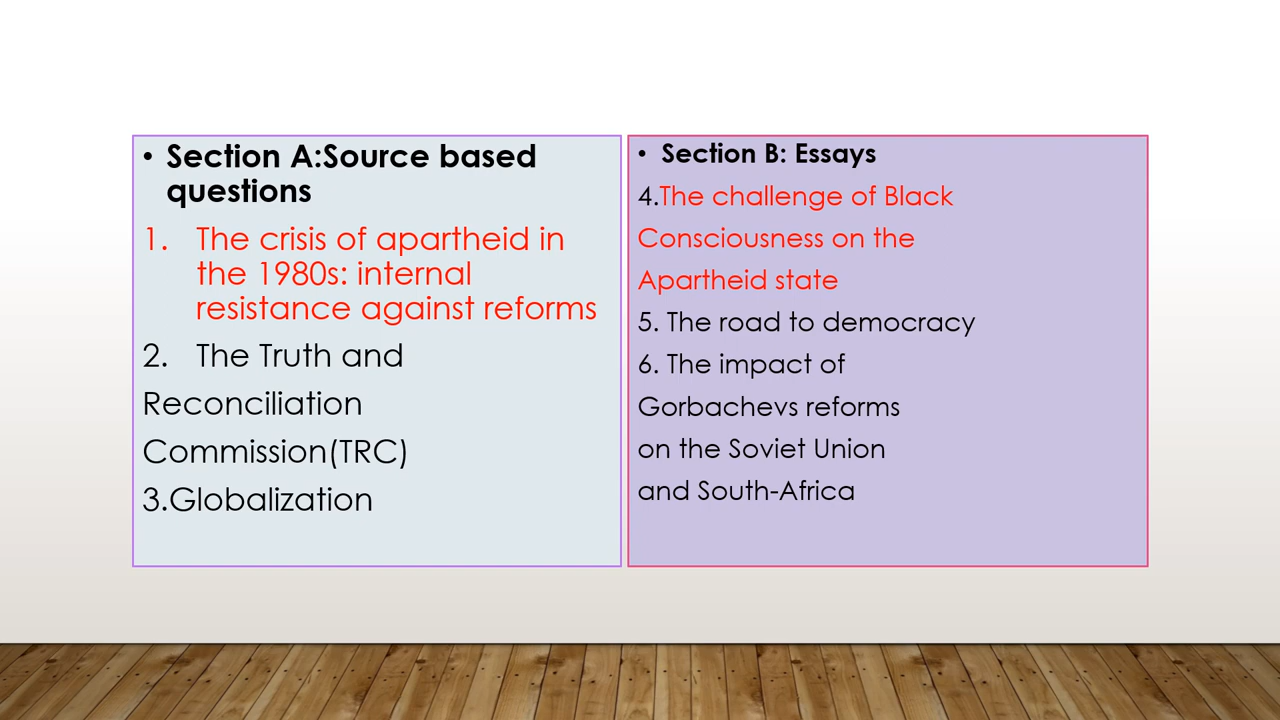 • Section A:Source based
questions
1. The crisis of apartheid in
the 1980s: internal
resistance against reforms
2. The Truth and
Reconciliation
Commission(TRC)
3.Globalization
• Section B: Essays
4.The challenge of Black
Consciousness on the
Apartheid state
5. The road to democracy
6. The impact of
Gorbachevs reforms
on the Soviet Union
and South-Africa